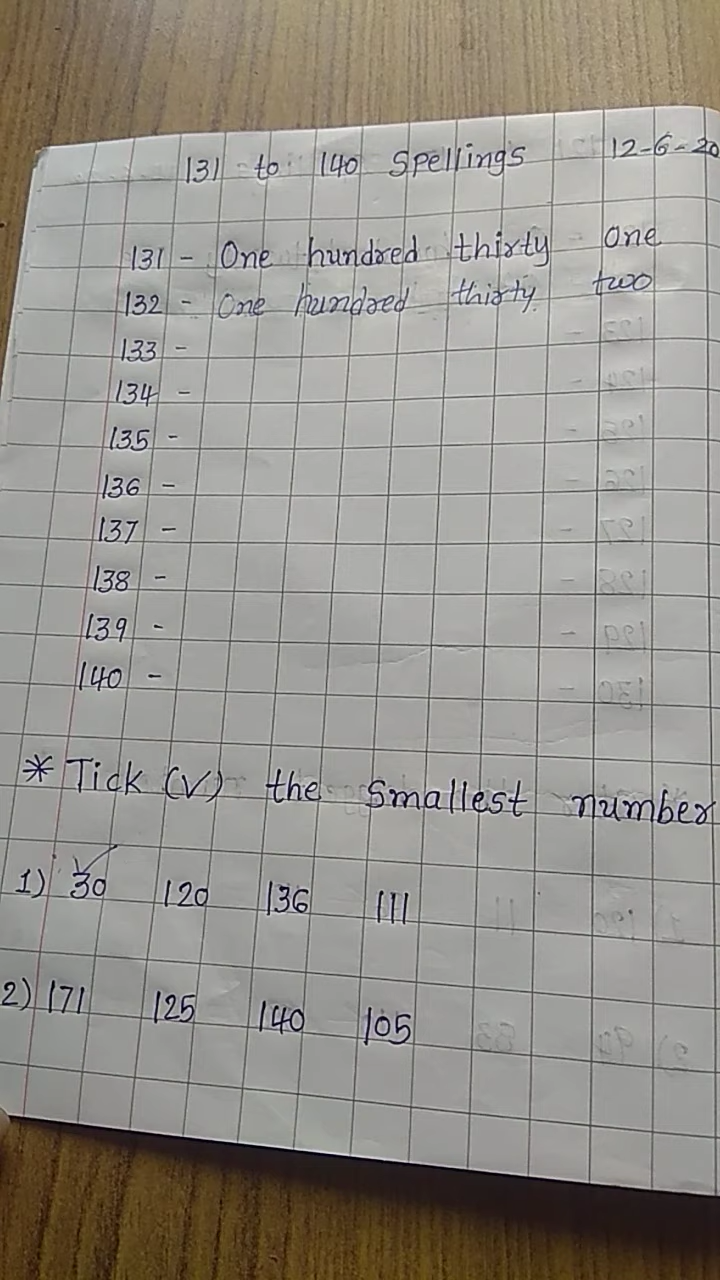 131 to 140 Spellings 12-6-20
131 - One hundred thirty one
132 - One hundred thirty two
133 -
134 -
135 -
136 -
137 -
138 -
139 -
140 -
* Tick (√) the smallest number
1) 30 120 136 111
2) 171 125 140 105